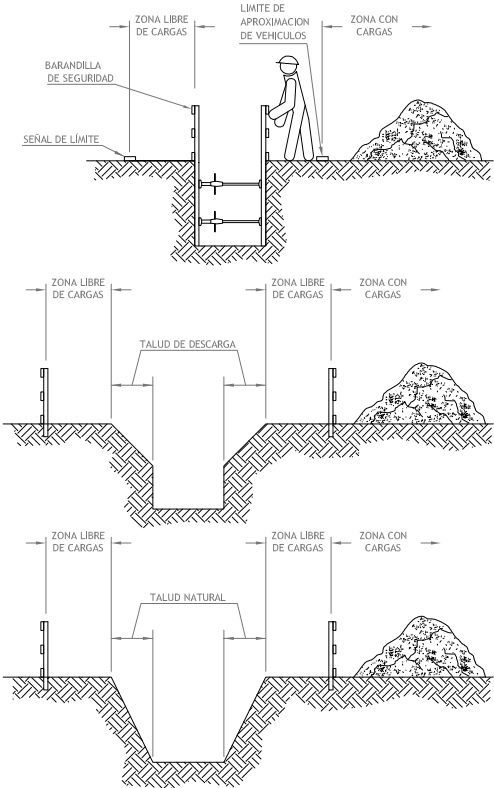 ZONA LIBRE
DE CARGAS
LIMITE DE
APROXIMACION
DE VEHICULOS
ZONA CON
CARGAS
BARANDILLA
DE SEGURIDAD
SEÑAL DE LÍMITE
ZONA LIBRE
DE CARGAS
ZONA LIBRE
DE CARGAS
ZONA CON
CARGAS
TALUD DE DESCARGA
ZONA LIBRE
DE CARGAS
ZONA LIBRE
DE CARGAS
ZONA CON
CARGAS
TALUD NATURAL